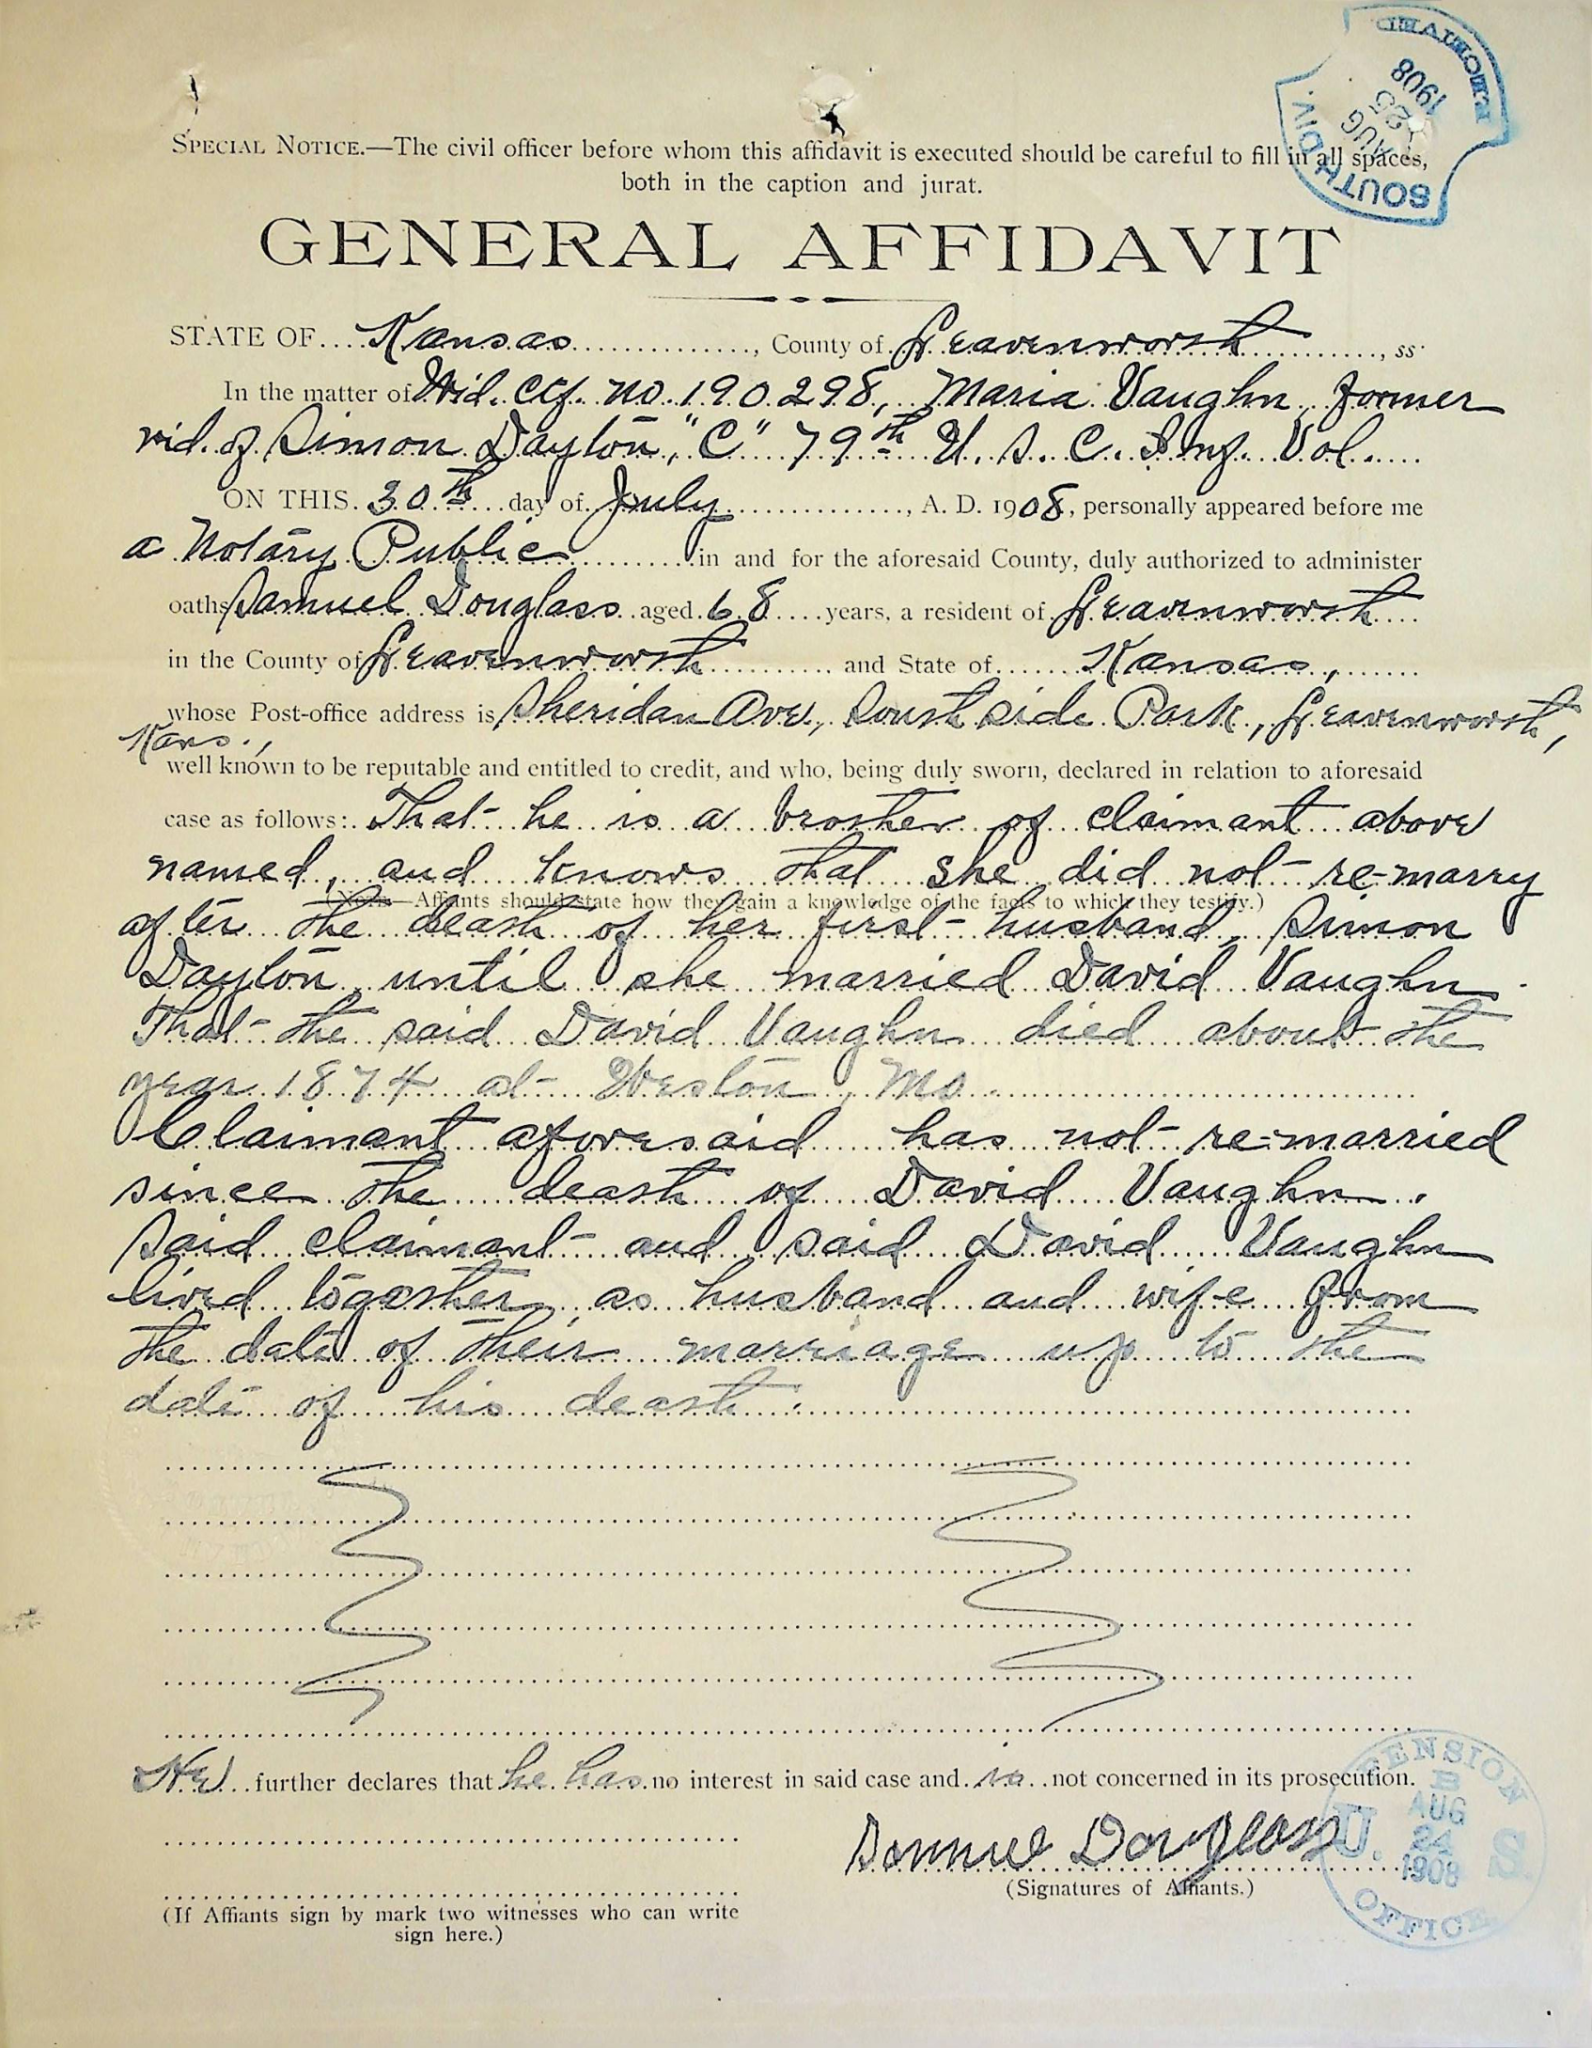 RECEIVED
AUG 25 1908
SOUTH DIV.
SPECIAL NOTICE.—The civil officer before whom this affidavit is executed should be careful to fill in all spaces,
both in the caption and jurat.
GENERAL AFFIDAVIT
STATE OF Kansas, County of Leavenworth, ss.
In the matter of Wid. Ctf. no. 190298, Maria Vaughn, former
wid. of Simon Dayton, "C" 79th U. S. C. Inf. Vol.
ON THIS 30th day of July, A. D. 1908, personally appeared before me
a Notary Public in and for the aforesaid County, duly authorized to administer
oaths Samuel Douglass aged 68 years, a resident of Leavenworth
in the County of Leavenworth and State of Kansas,
whose Post-office address is Sheridan Ave., South side Park, Leavenworth,
Kans.,
well known to be reputable and entitled to credit, and who, being duly sworn, declared in relation to aforesaid
case as follows: That he is a brother of claimant above
named, and knows that she did not re-marry
(NOTE—Affiants should state how they gain a knowledge of the facts to which they testify.)
after the death of her first husband, Simon
Dayton, until she married David Vaughn.
That the said David Vaughn died about the
year 1874 at Weston, Mo.
Claimant aforesaid has not re-married
since the death of David Vaughn.
Said claimant and said David Vaughn
lived together as husband and wife from
the date of their marriage up to the
date of his death.
He further declares that he has no interest in said case and is not concerned in its prosecution.
Samuel Douglass
(Signatures of Affiants.)
(If Affiants sign by mark two witnesses who can write
sign here.)
U. S. PENSION OFFICE
B
AUG 24 1908